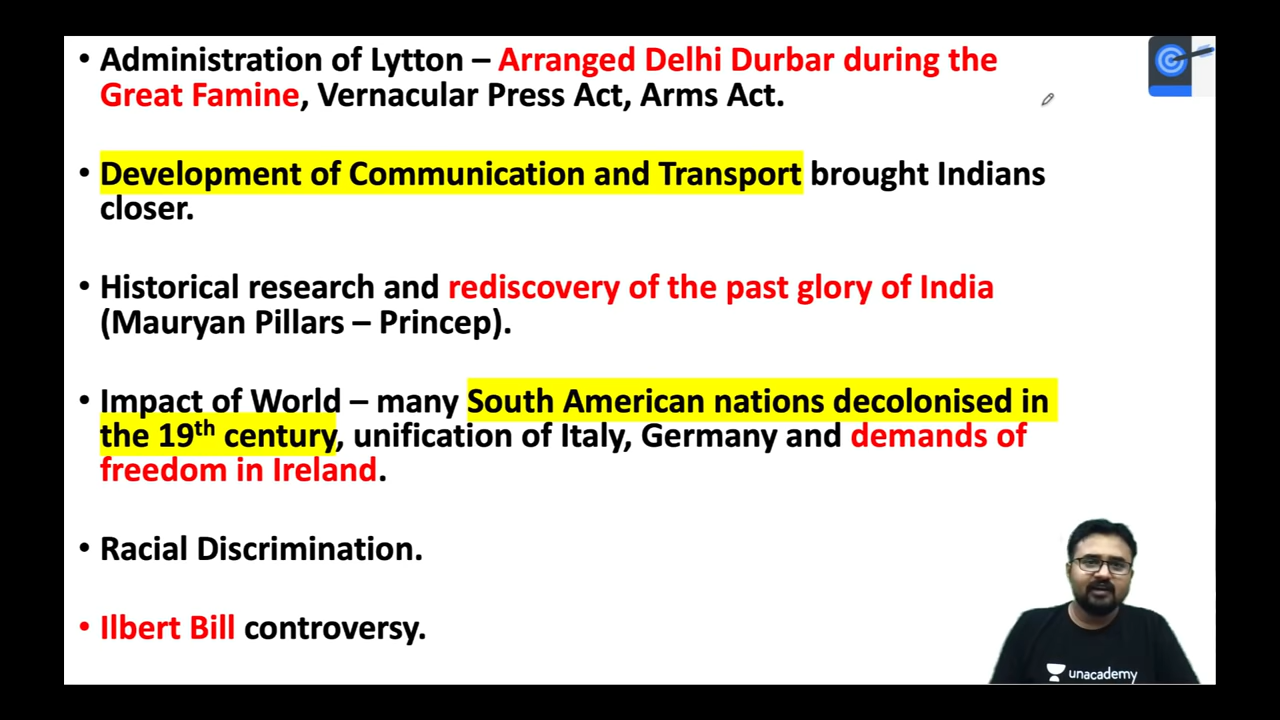 • Administration of Lytton – Arranged Delhi Durbar during the
Great Famine, Vernacular Press Act, Arms Act.
• Development of Communication and Transport brought Indians
closer.
• Historical research and rediscovery of the past glory of India
(Mauryan Pillars – Princep).
• Impact of World – many South American nations decolonised in
the 19th century, unification of Italy, Germany and demands of
freedom in Ireland.
• Racial Discrimination.
• Ilbert Bill controversy.
unacademy